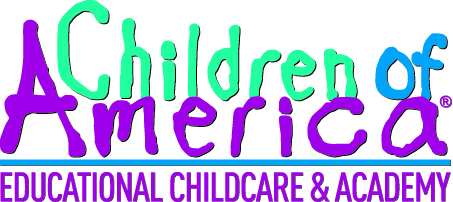 Children of
America®
EDUCATIONAL CHILDCARE & ACADEMY